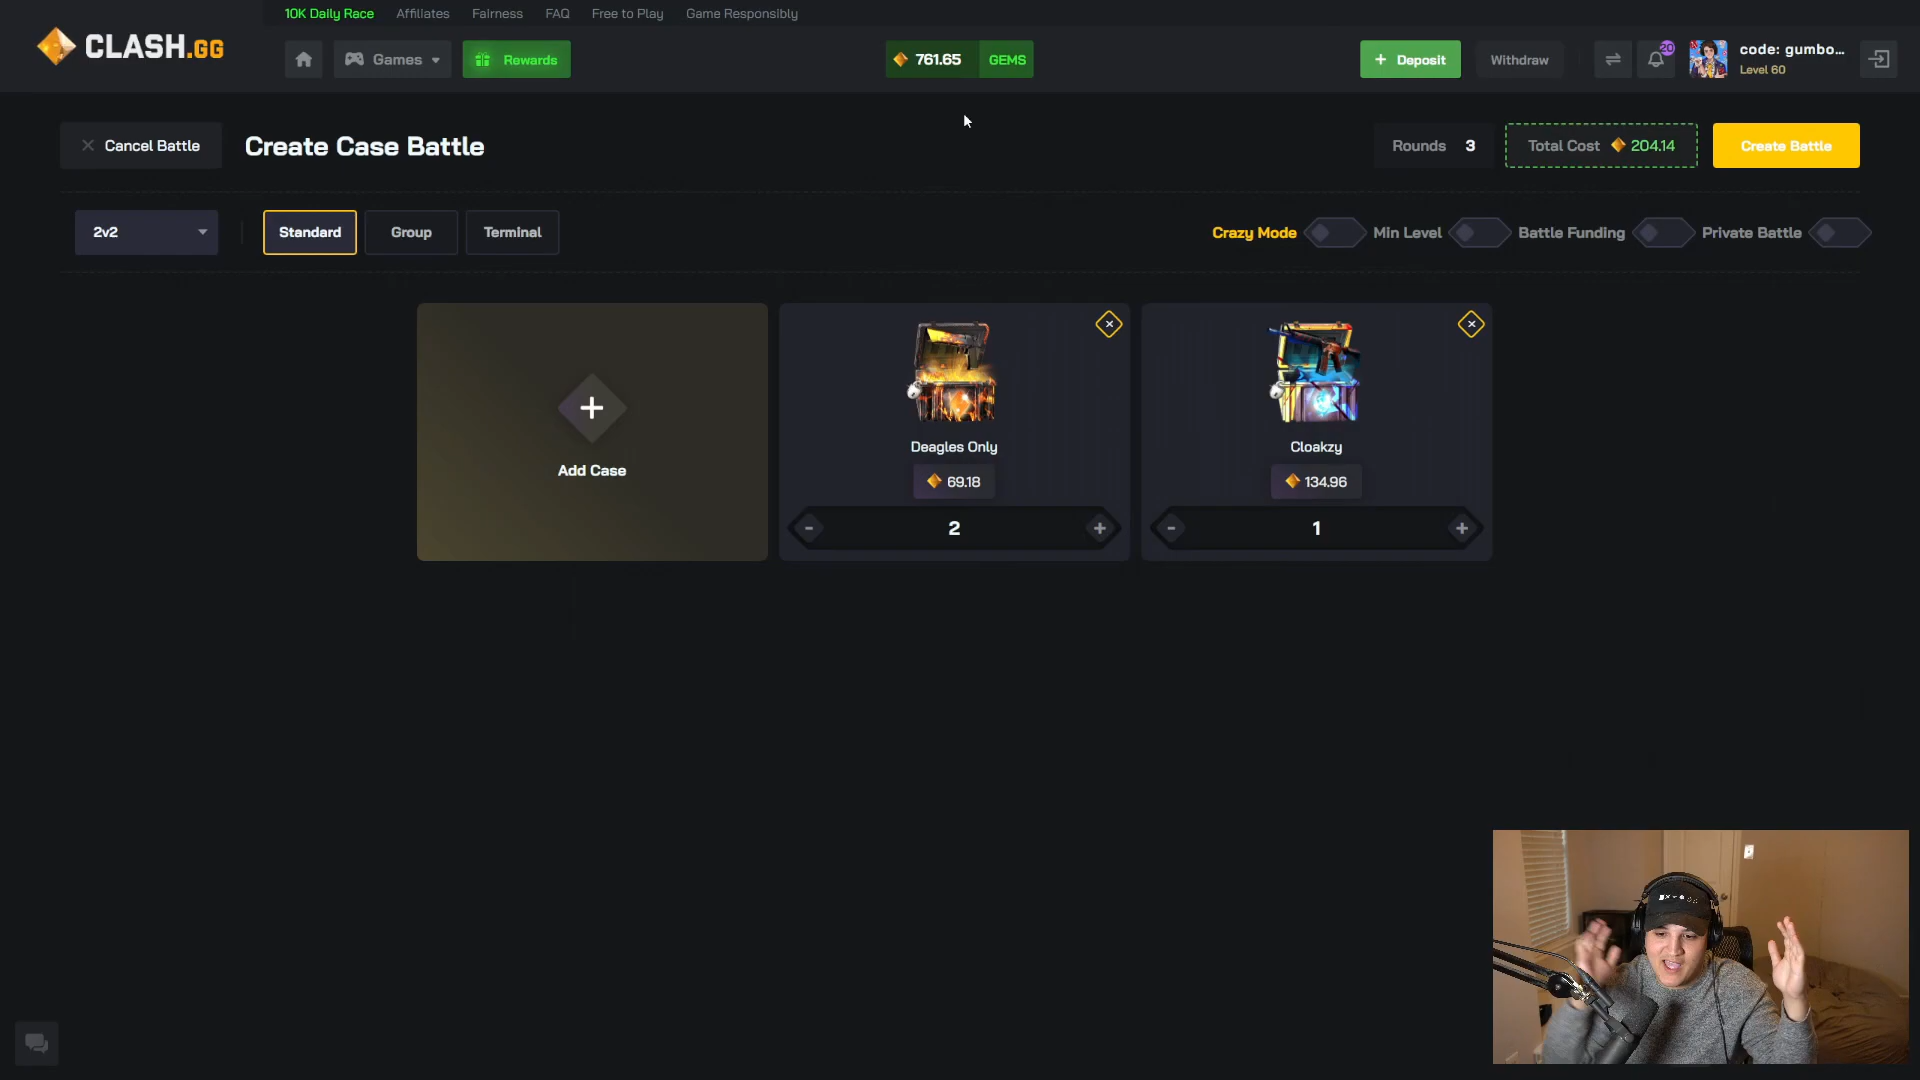 10K Daily Race Affiliates Fairness FAQ Free to Play Game Responsibly
CLASH.GG
Games Rewards
761.65 GEMS
Deposit Withdraw
20
code: gumbo...
Level 60
Cancel Battle
Create Case Battle
Rounds 3
Total Cost 204.14
Create Battle
2v2
Standard Group Terminal
Crazy Mode Min Level Battle Funding Private Battle
Add Case
Deagles Only
69.18
- 2 +
Cloakzy
134.96
- 1 +